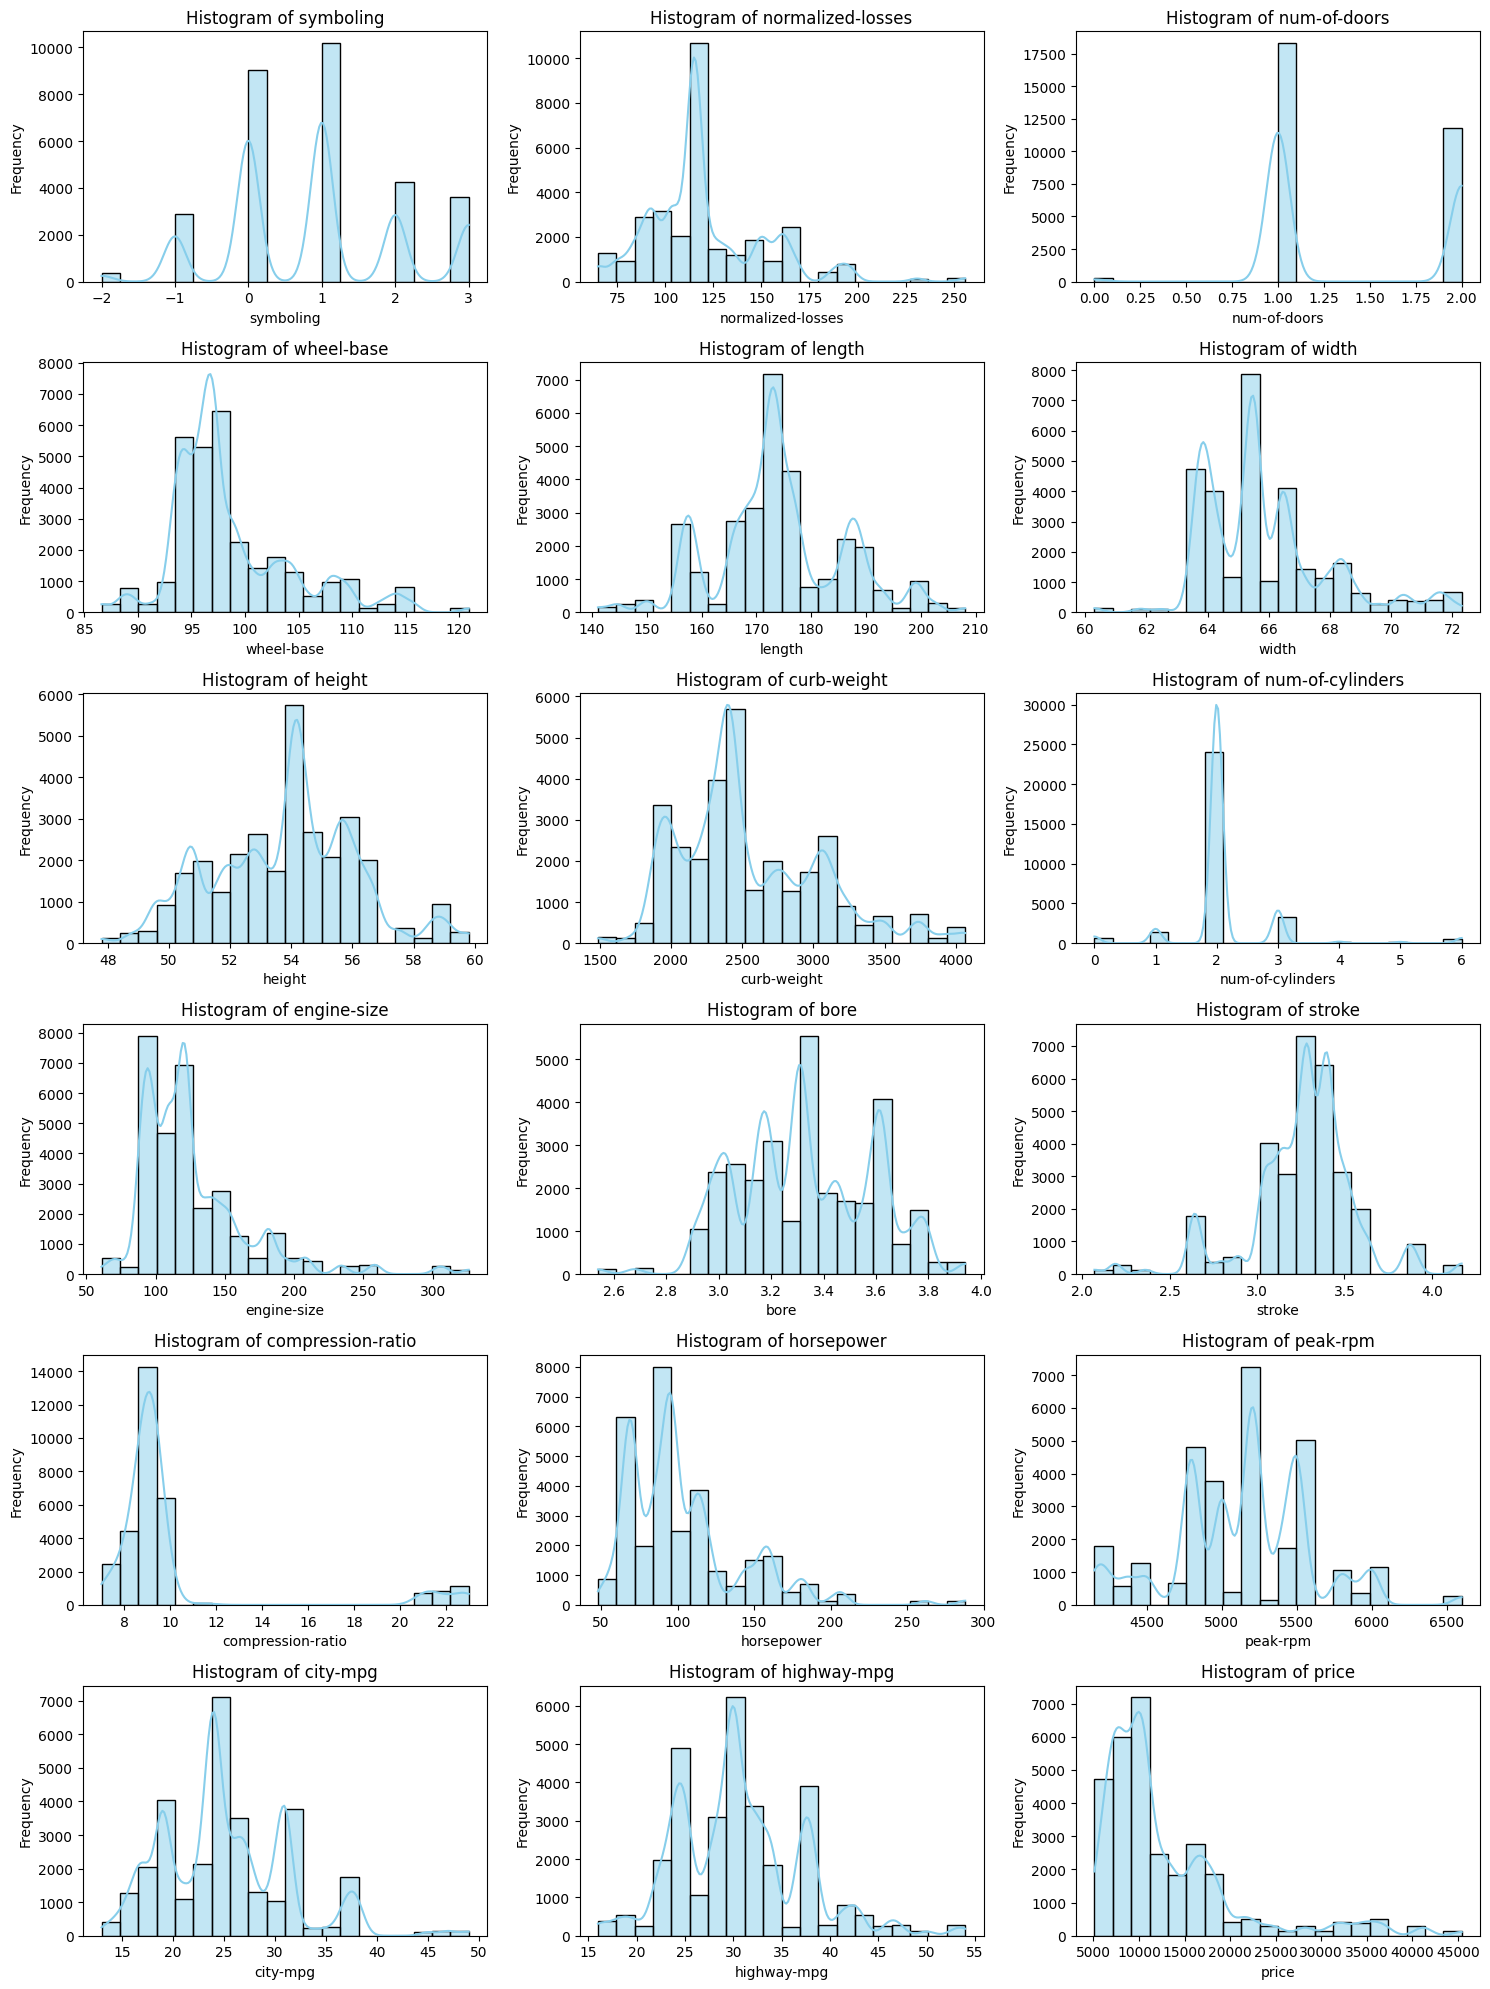 Histogram of symboling
Frequency
10000
8000
6000
4000
2000
0
−2 −1 0 1 2 3
symboling
Histogram of normalized-losses
Frequency
10000
8000
6000
4000
2000
0
75 100 125 150 175 200 225 250
normalized-losses
Histogram of num-of-doors
Frequency
17500
15000
12500
10000
7500
5000
2500
0
0.00 0.25 0.50 0.75 1.00 1.25 1.50 1.75 2.00
num-of-doors
Histogram of wheel-base
Frequency
8000
7000
6000
5000
4000
3000
2000
1000
0
85 90 95 100 105 110 115 120
wheel-base
Histogram of length
Frequency
7000
6000
5000
4000
3000
2000
1000
0
140 150 160 170 180 190 200 210
length
Histogram of width
Frequency
8000
7000
6000
5000
4000
3000
2000
1000
0
60 62 64 66 68 70 72
width
Histogram of height
Frequency
6000
5000
4000
3000
2000
1000
0
48 50 52 54 56 58 60
height
Histogram of curb-weight
Frequency
6000
5000
4000
3000
2000
1000
0
1500 2000 2500 3000 3500 4000
curb-weight
Histogram of num-of-cylinders
Frequency
30000
25000
20000
15000
10000
5000
0
0 1 2 3 4 5 6
num-of-cylinders
Histogram of engine-size
Frequency
8000
7000
6000
5000
4000
3000
2000
1000
0
50 100 150 200 250 300
engine-size
Histogram of bore
Frequency
5000
4000
3000
2000
1000
0
2.6 2.8 3.0 3.2 3.4 3.6 3.8 4.0
bore
Histogram of stroke
Frequency
7000
6000
5000
4000
3000
2000
1000
0
2.0 2.5 3.0 3.5 4.0
stroke
Histogram of compression-ratio
Frequency
14000
12000
10000
8000
6000
4000
2000
0
8 10 12 14 16 18 20 22
compression-ratio
Histogram of horsepower
Frequency
8000
7000
6000
5000
4000
3000
2000
1000
0
50 100 150 200 250 300
horsepower
Histogram of peak-rpm
Frequency
7000
6000
5000
4000
3000
2000
1000
0
4500 5000 5500 6000 6500
peak-rpm
Histogram of city-mpg
Frequency
7000
6000
5000
4000
3000
2000
1000
0
15 20 25 30 35 40 45 50
city-mpg
Histogram of highway-mpg
Frequency
6000
5000
4000
3000
2000
1000
0
15 20 25 30 35 40 45 50 55
highway-mpg
Histogram of price
Frequency
7000
6000
5000
4000
3000
2000
1000
0
5000 10000 15000 20000 25000 30000 35000 40000 45000
price